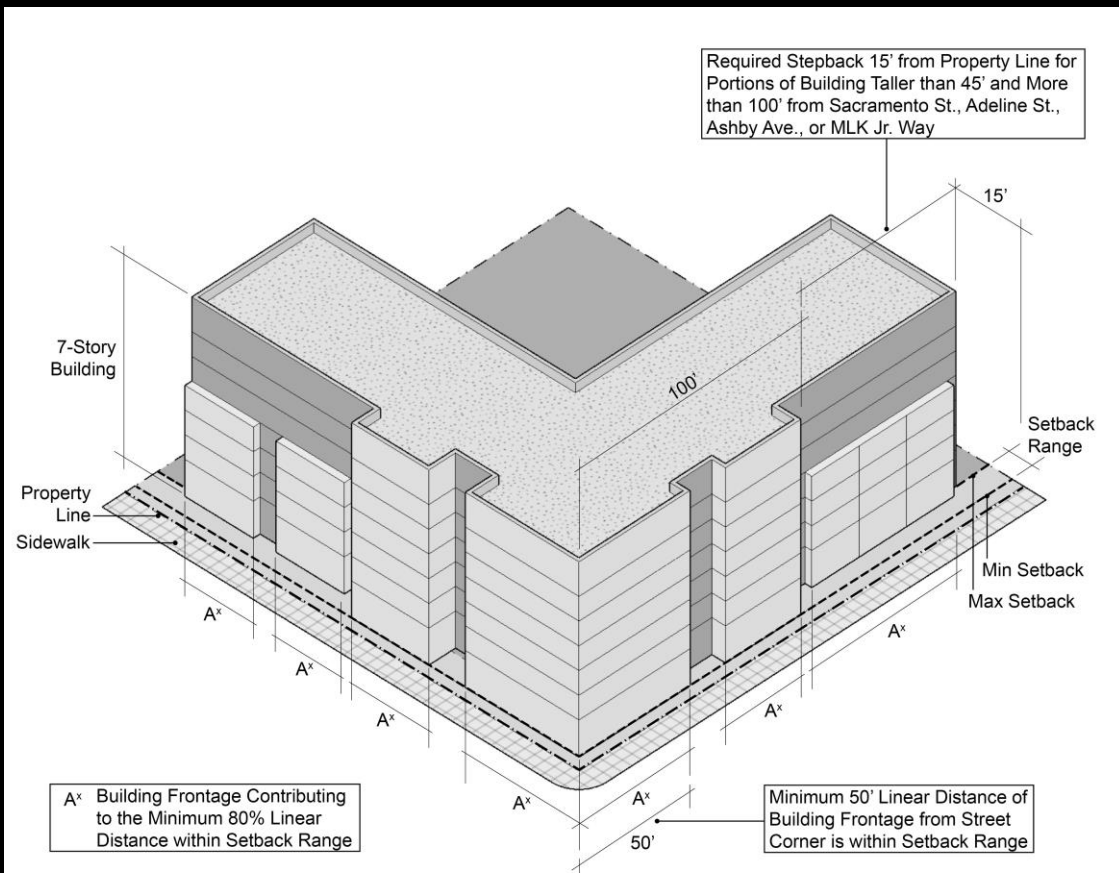 Required Stepback 15’ from Property Line for
Portions of Building Taller than 45’ and More
than 100’ from Sacramento St., Adeline St.,
Ashby Ave., or MLK Jr. Way
15’
7-Story
Building
100’
Setback
Range
Property
Line
Sidewalk
Min Setback
Max Setback
Aˣ
Aˣ
Aˣ
Aˣ
Aˣ
Aˣ
Aˣ
50’
Aˣ Building Frontage Contributing
to the Minimum 80% Linear
Distance within Setback Range
Minimum 50’ Linear Distance of
Building Frontage from Street
Corner is within Setback Range